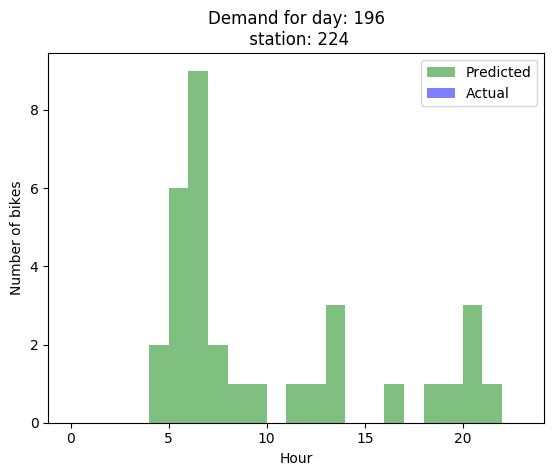 Demand for day: 196
station: 224
Predicted
Actual
Number of bikes
8
6
4
2
0
0
5
10
15
20
Hour